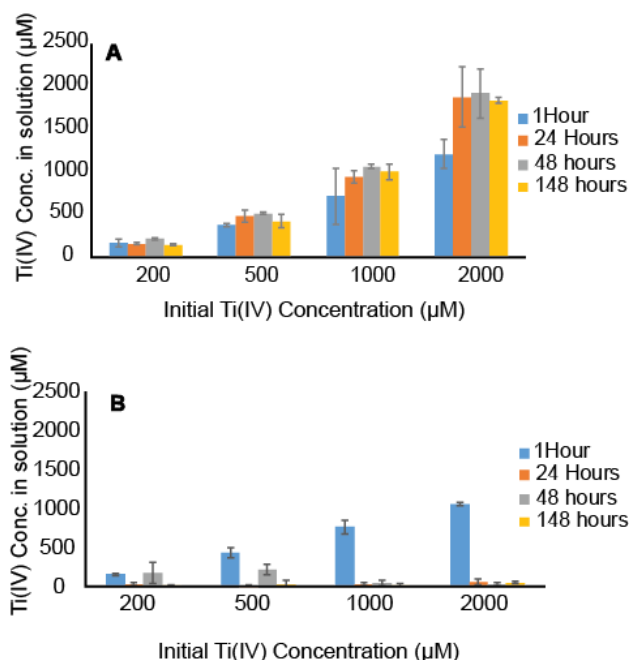 A
Ti(IV) Conc. in solution (µM)
2500
2000
1500
1000
500
0
200 500 1000 2000
Initial Ti(IV) Concentration (µM)
1Hour
24 Hours
48 hours
148 hours
B
Ti(IV) Conc. in solution (µM)
2500
2000
1500
1000
500
0
200 500 1000 2000
Initial Ti(IV) Concentration (µM)
1Hour
24 Hours
48 hours
148 hours